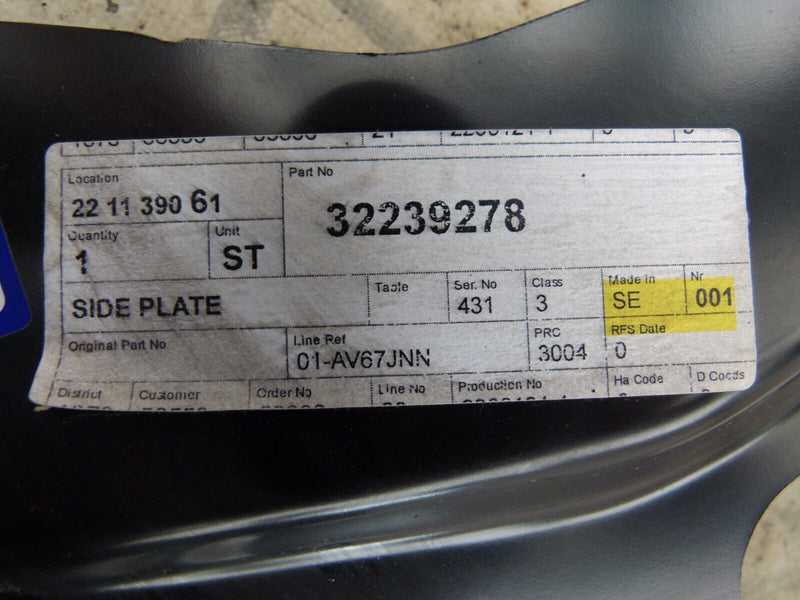 Location
Part No
22 11 390 61
32239278
Quantity
Unit
1
ST
SIDE PLATE
Table
Ser. No
431
Class
3
Made in
SE
Nr
001
Original Part No
Line Ref
01-AV67JNN
PRC
3004
RFS Date
0
District
Customer
Order No
Line No
Production No
Ha Code
D Coeds